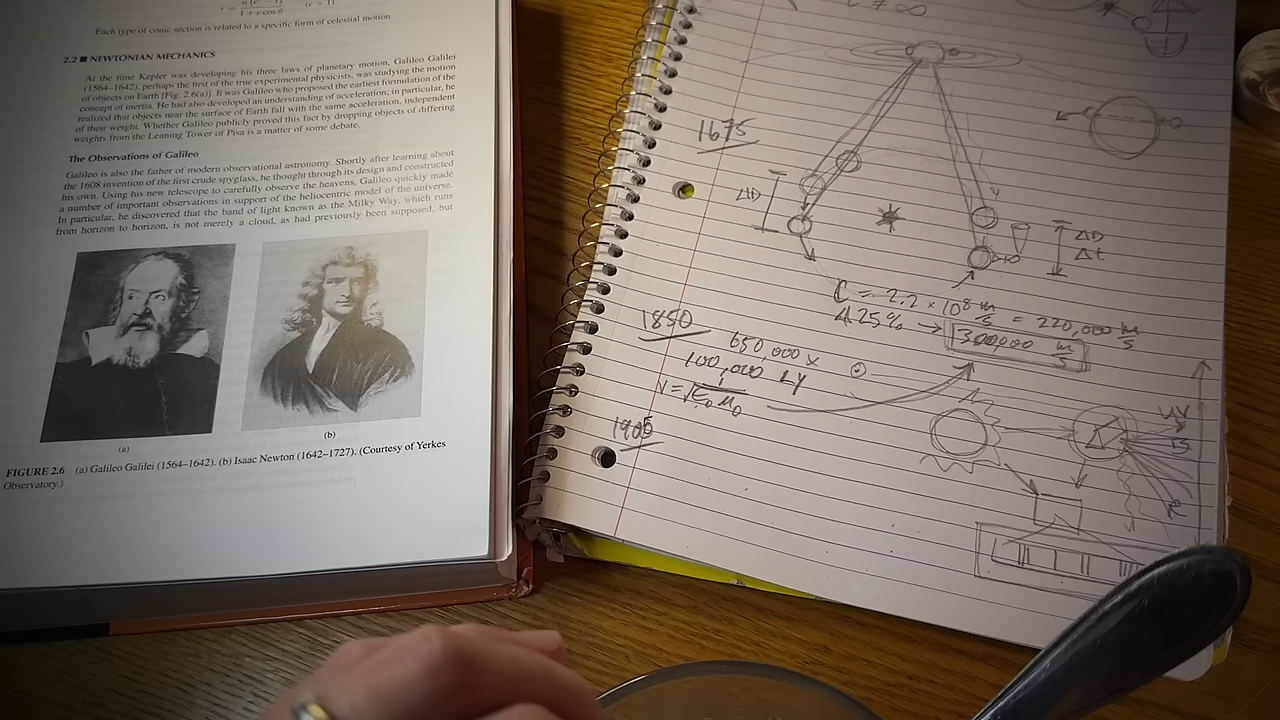 1 + e cos θ (e > 1).
Each type of conic section is related to a specific form of celestial motion.
2.2 ■ NEWTONIAN MECHANICS
At the time Kepler was developing his three laws of planetary motion, Galileo Galilei
(1564–1642), perhaps the first of the true experimental physicists, was studying the motion
of objects on Earth [Fig. 2.6(a)]. It was Galileo who proposed the earliest formulation of the
concept of inertia. He had also developed an understanding of acceleration; in particular, he
realized that objects near the surface of Earth fall with the same acceleration, independent
of their weight. Whether Galileo publicly proved this fact by dropping objects of differing
weights from the Leaning Tower of Pisa is a matter of some debate.
The Observations of Galileo
Galileo is also the father of modern observational astronomy. Shortly after learning about
the 1608 invention of the first crude spyglass, he thought through its design and constructed
his own. Using his new telescope to carefully observe the heavens, Galileo quickly made
a number of important observations in support of the heliocentric model of the universe.
In particular, he discovered that the band of light known as the Milky Way, which runs
from horizon to horizon, is not merely a cloud, as had previously been supposed, but
(a)
(b)
FIGURE 2.6 (a) Galileo Galilei (1564–1642). (b) Isaac Newton (1642–1727). (Courtesy of Yerkes
Observatory.)
C ≠ ∞
1675
ΔD
ΔD
Δt
C = 2.2 × 10⁸ m/s = 220,000 m/s
Δ 25% → 300,000 m/s
1850
650,000 x
100,000 LY
V = 1/√ε₀μ₀
1905
UV
R